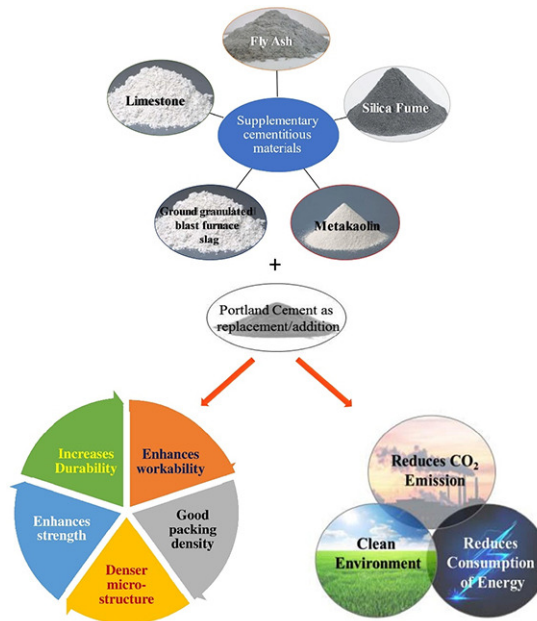 Fly Ash
Limestone
Supplementary
cementitious
materials
Silica Fume
Ground granulated
blast furnace
slag
Metakaolin
+
Portland Cement as
replacement/addition
Increases
Durability
Enhances
workability
Enhances
strength
Good
packing
density
Denser
micro-
structure
Reduces CO₂
Emission
Clean
Environment
Reduces
Consumption
of Energy